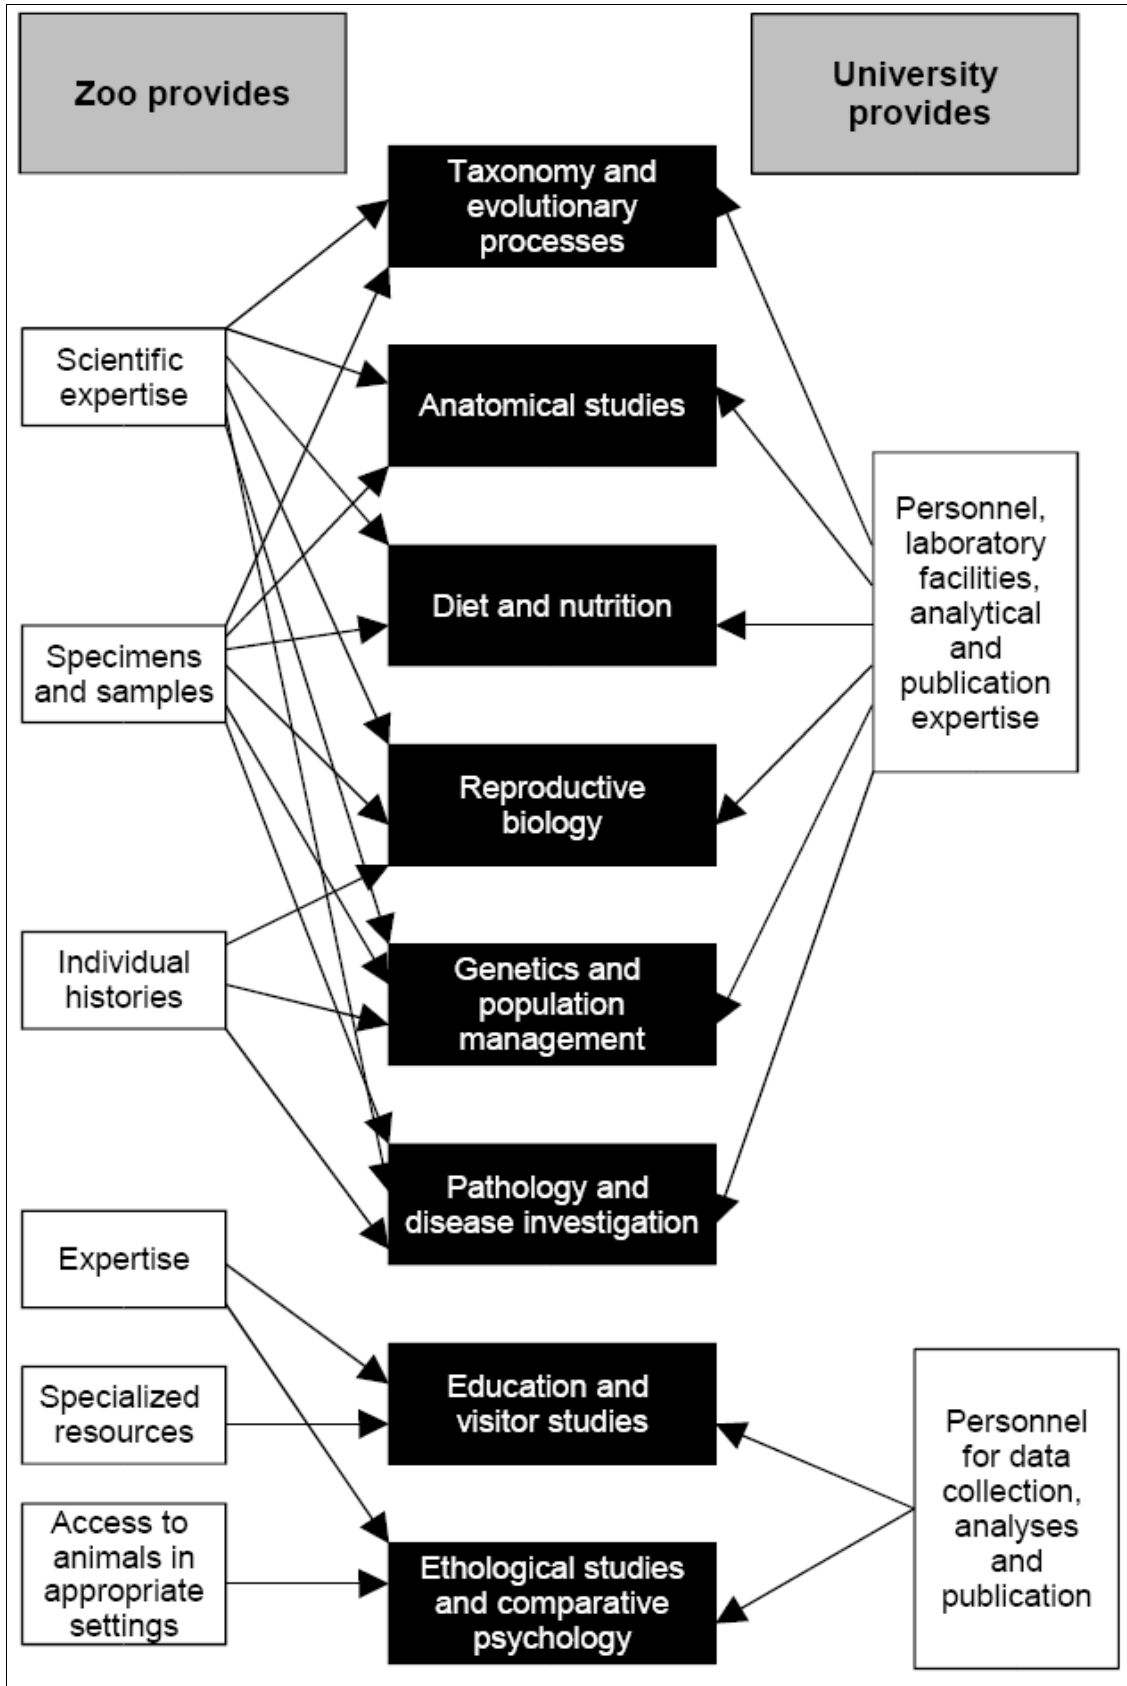 Zoo provides
University
provides
Taxonomy and
evolutionary
processes
Scientific
expertise
Anatomical studies
Personnel,
laboratory
facilities,
analytical
and
publication
expertise
Diet and nutrition
Specimens
and samples
Reproductive
biology
Individual
histories
Genetics and
population
management
Pathology and
disease investigation
Expertise
Education and
visitor studies
Specialized
resources
Personnel
for data
collection,
analyses
and
publication
Access to
animals in
appropriate
settings
Ethological studies
and comparative
psychology